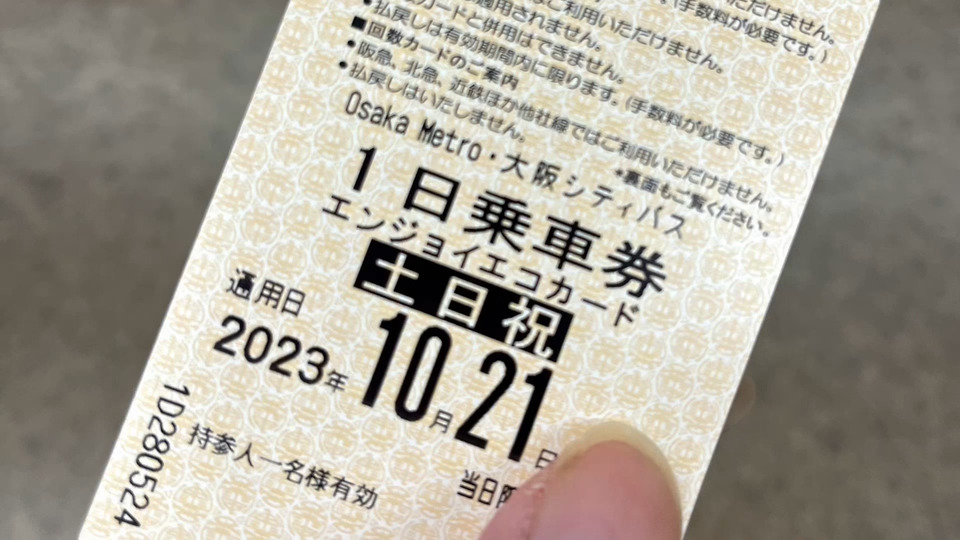 ただけません。
ご利用いただけません。(手数料が必要です。)
適用されません。
カードと併用はできません。
・払戻しは有効期間内に限ります。(手数料が必要です。)
■回数カードのご案内
・阪急、北急、近鉄ほか他社線ではご利用いただけません。
・払戻しはいたしません。
*裏面もご覧ください。
Osaka Metro・大阪シティバス
1日乗車券
エンジョイエコカード
土日祝
通用日
2023年10月21日
持参人一名様有効
当日限
1D280524